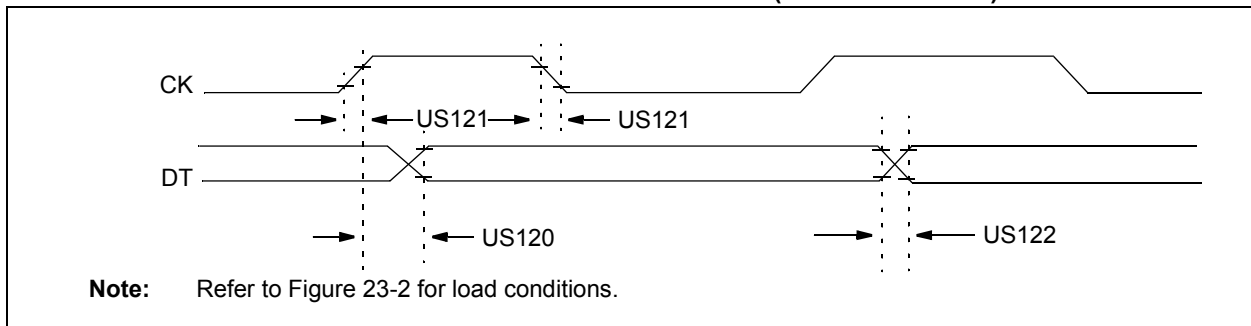 CK
US121 US121
DT
US120 US122
Note: Refer to Figure 23-2 for load conditions.